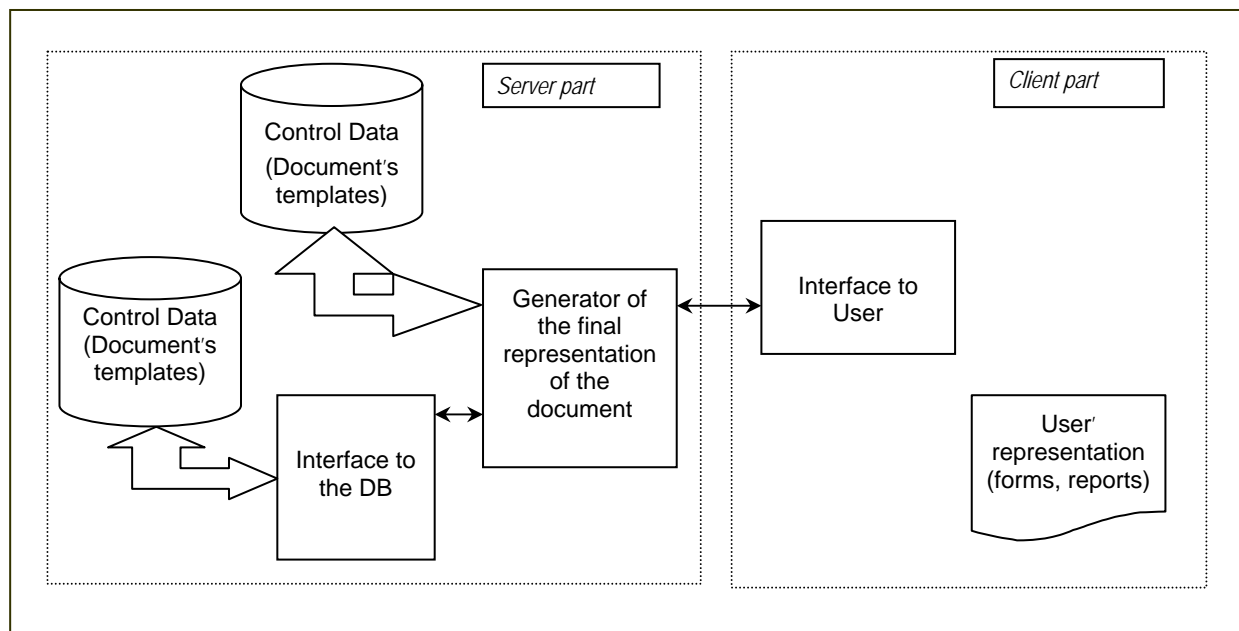 Server part
Client part
Control Data
(Document's
templates)
Control Data
(Document's
templates)
Generator of
the final
representation
of the
document
Interface to
User
Interface to
the DB
User'
representation
(forms, reports)